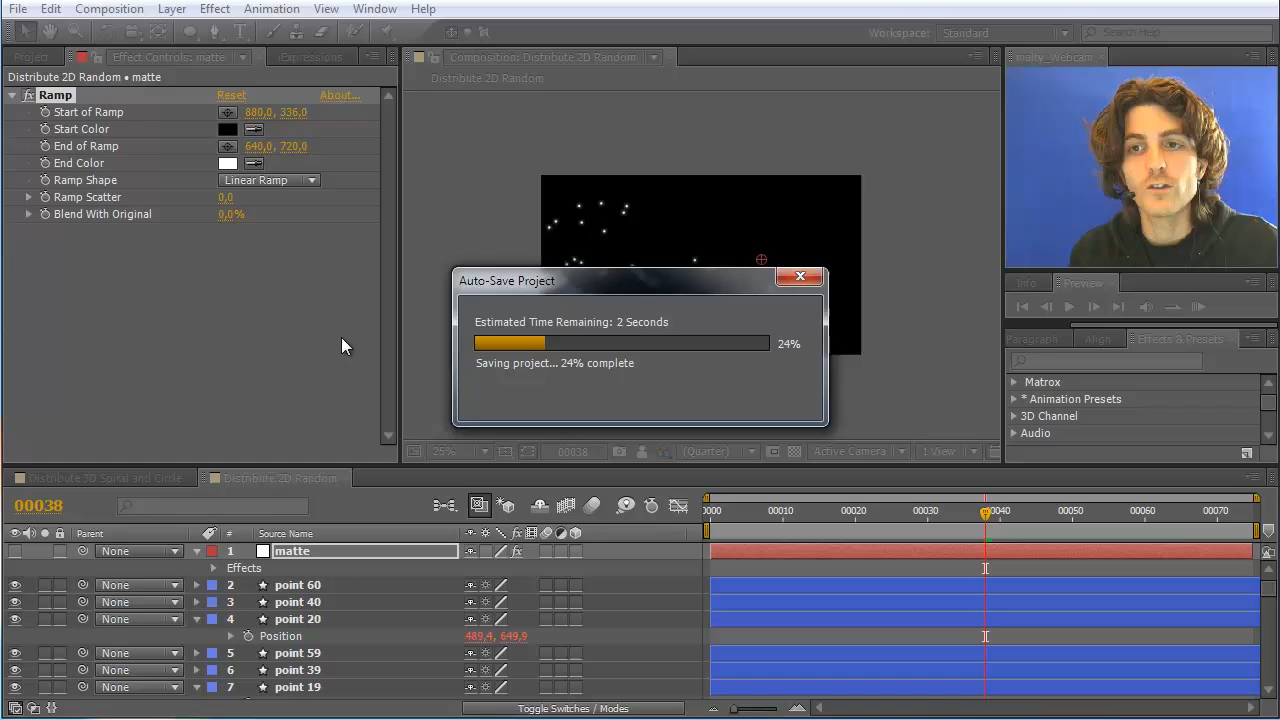 File Edit Composition Layer Effect Animation View Window Help
Workspace: Standard Search Help
Project Effect Controls: matte iExpressions
Composition: Distribute 2D Random
malty_Webcam
Distribute 2D Random • matte
Distribute 2D Random
Ramp Reset About...
Start of Ramp 880,0, 336,0
Start Color
End of Ramp 640,0, 720,0
End Color
Ramp Shape Linear Ramp
Ramp Scatter 0,0
Blend With Original 0,0%
Auto-Save Project
Estimated Time Remaining: 2 Seconds
24%
Saving project... 24% complete
Info Preview
Paragraph Align Effects & Presets
Matrox
* Animation Presets
3D Channel
Audio
25% 00038 (Quarter) Active Camera 1 View
Distribute 3D Spiral and Circle Distribute 2D Random
00038
0000 00010 00020 00030 00040 00050 00060 00070
Parent # Source Name
None 1 matte
Effects
None 2 point 60
None 3 point 40
None 4 point 20
Position 489,4, 649,9
None 5 point 59
None 6 point 39
None 7 point 19
Toggle Switches / Modes